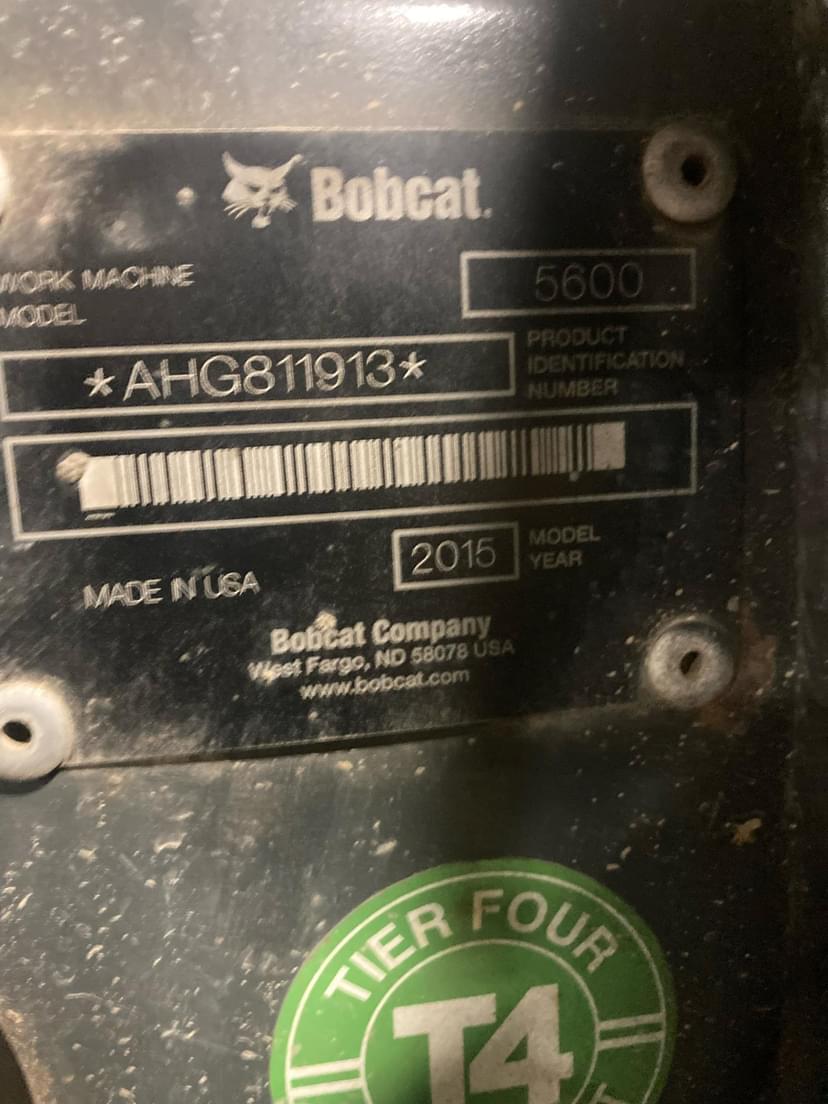 Bobcat.
WORK MACHINE
MODEL
5600
*AHG811913*
PRODUCT
IDENTIFICATION
NUMBER
2015
MODEL
YEAR
MADE IN USA
Bobcat Company
West Fargo, ND 58078 USA
www.bobcat.com
TIER FOUR
T4